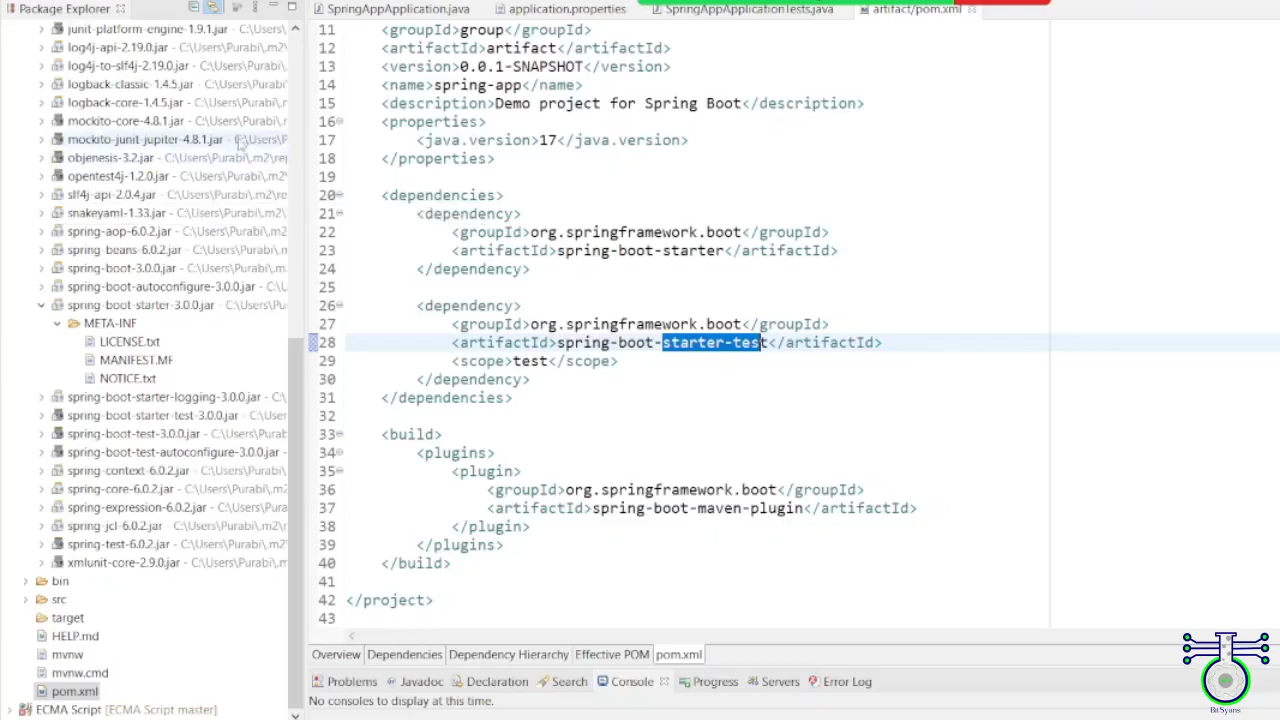 Package Explorer
junit-platform-engine-1.9.1.jar - C:\Users\
log4j-api-2.19.0.jar - C:\Users\Purabi\.m2\
log4j-to-slf4j-2.19.0.jar - C:\Users\Purabi\
logback-classic-1.4.5.jar - C:\Users\Purabi\
logback-core-1.4.5.jar - C:\Users\Purabi\.m
mockito-core-4.8.1.jar - C:\Users\Purabi\.m
mockito-junit-jupiter-4.8.1.jar - C:\Users\P
objenesis-3.2.jar - C:\Users\Purabi\.m2\rep
opentest4j-1.2.0.jar - C:\Users\Purabi\.m2\
slf4j-api-2.0.4.jar - C:\Users\Purabi\.m2\re
snakeyaml-1.33.jar - C:\Users\Purabi\.m2\
spring-aop-6.0.2.jar - C:\Users\Purabi\.m2
spring-beans-6.0.2.jar - C:\Users\Purabi\.m
spring-boot-3.0.0.jar - C:\Users\Purabi\.m2
spring-boot-autoconfigure-3.0.0.jar - C:\U
spring-boot-starter-3.0.0.jar - C:\Users\Pu
META-INF
LICENSE.txt
MANIFEST.MF
NOTICE.txt
spring-boot-starter-logging-3.0.0.jar - C:\
spring-boot-starter-test-3.0.0.jar - C:\User
spring-boot-test-3.0.0.jar - C:\Users\Purab
spring-boot-test-autoconfigure-3.0.0.jar -
spring-context-6.0.2.jar - C:\Users\Purabi\
spring-core-6.0.2.jar - C:\Users\Purabi\.m2
spring-expression-6.0.2.jar - C:\Users\Pura
spring-jcl-6.0.2.jar - C:\Users\Purabi\.m2\
spring-test-6.0.2.jar - C:\Users\Purabi\.m2
xmlunit-core-2.9.0.jar - C:\Users\Purabi\.m
bin
src
target
HELP.md
mvnw
mvnw.cmd
pom.xml
ECMA Script [ECMA Script master]
SpringAppApplication.java application.properties SpringAppApplicationTests.java artifact/pom.xml
11 <groupId>group</groupId>
12 <artifactId>artifact</artifactId>
13 <version>0.0.1-SNAPSHOT</version>
14 <name>spring-app</name>
15 <description>Demo project for Spring Boot</description>
16 <properties>
17 <java.version>17</java.version>
18 </properties>
19
20 <dependencies>
21 <dependency>
22 <groupId>org.springframework.boot</groupId>
23 <artifactId>spring-boot-starter</artifactId>
24 </dependency>
25
26 <dependency>
27 <groupId>org.springframework.boot</groupId>
28 <artifactId>spring-boot-starter-test</artifactId>
29 <scope>test</scope>
30 </dependency>
31 </dependencies>
32
33 <build>
34 <plugins>
35 <plugin>
36 <groupId>org.springframework.boot</groupId>
37 <artifactId>spring-boot-maven-plugin</artifactId>
38 </plugin>
39 </plugins>
40 </build>
41
42 </project>
43
Overview Dependencies Dependency Hierarchy Effective POM pom.xml
Problems Javadoc Declaration Search Console Progress Servers Error Log
No consoles to display at this time.
BitSyans